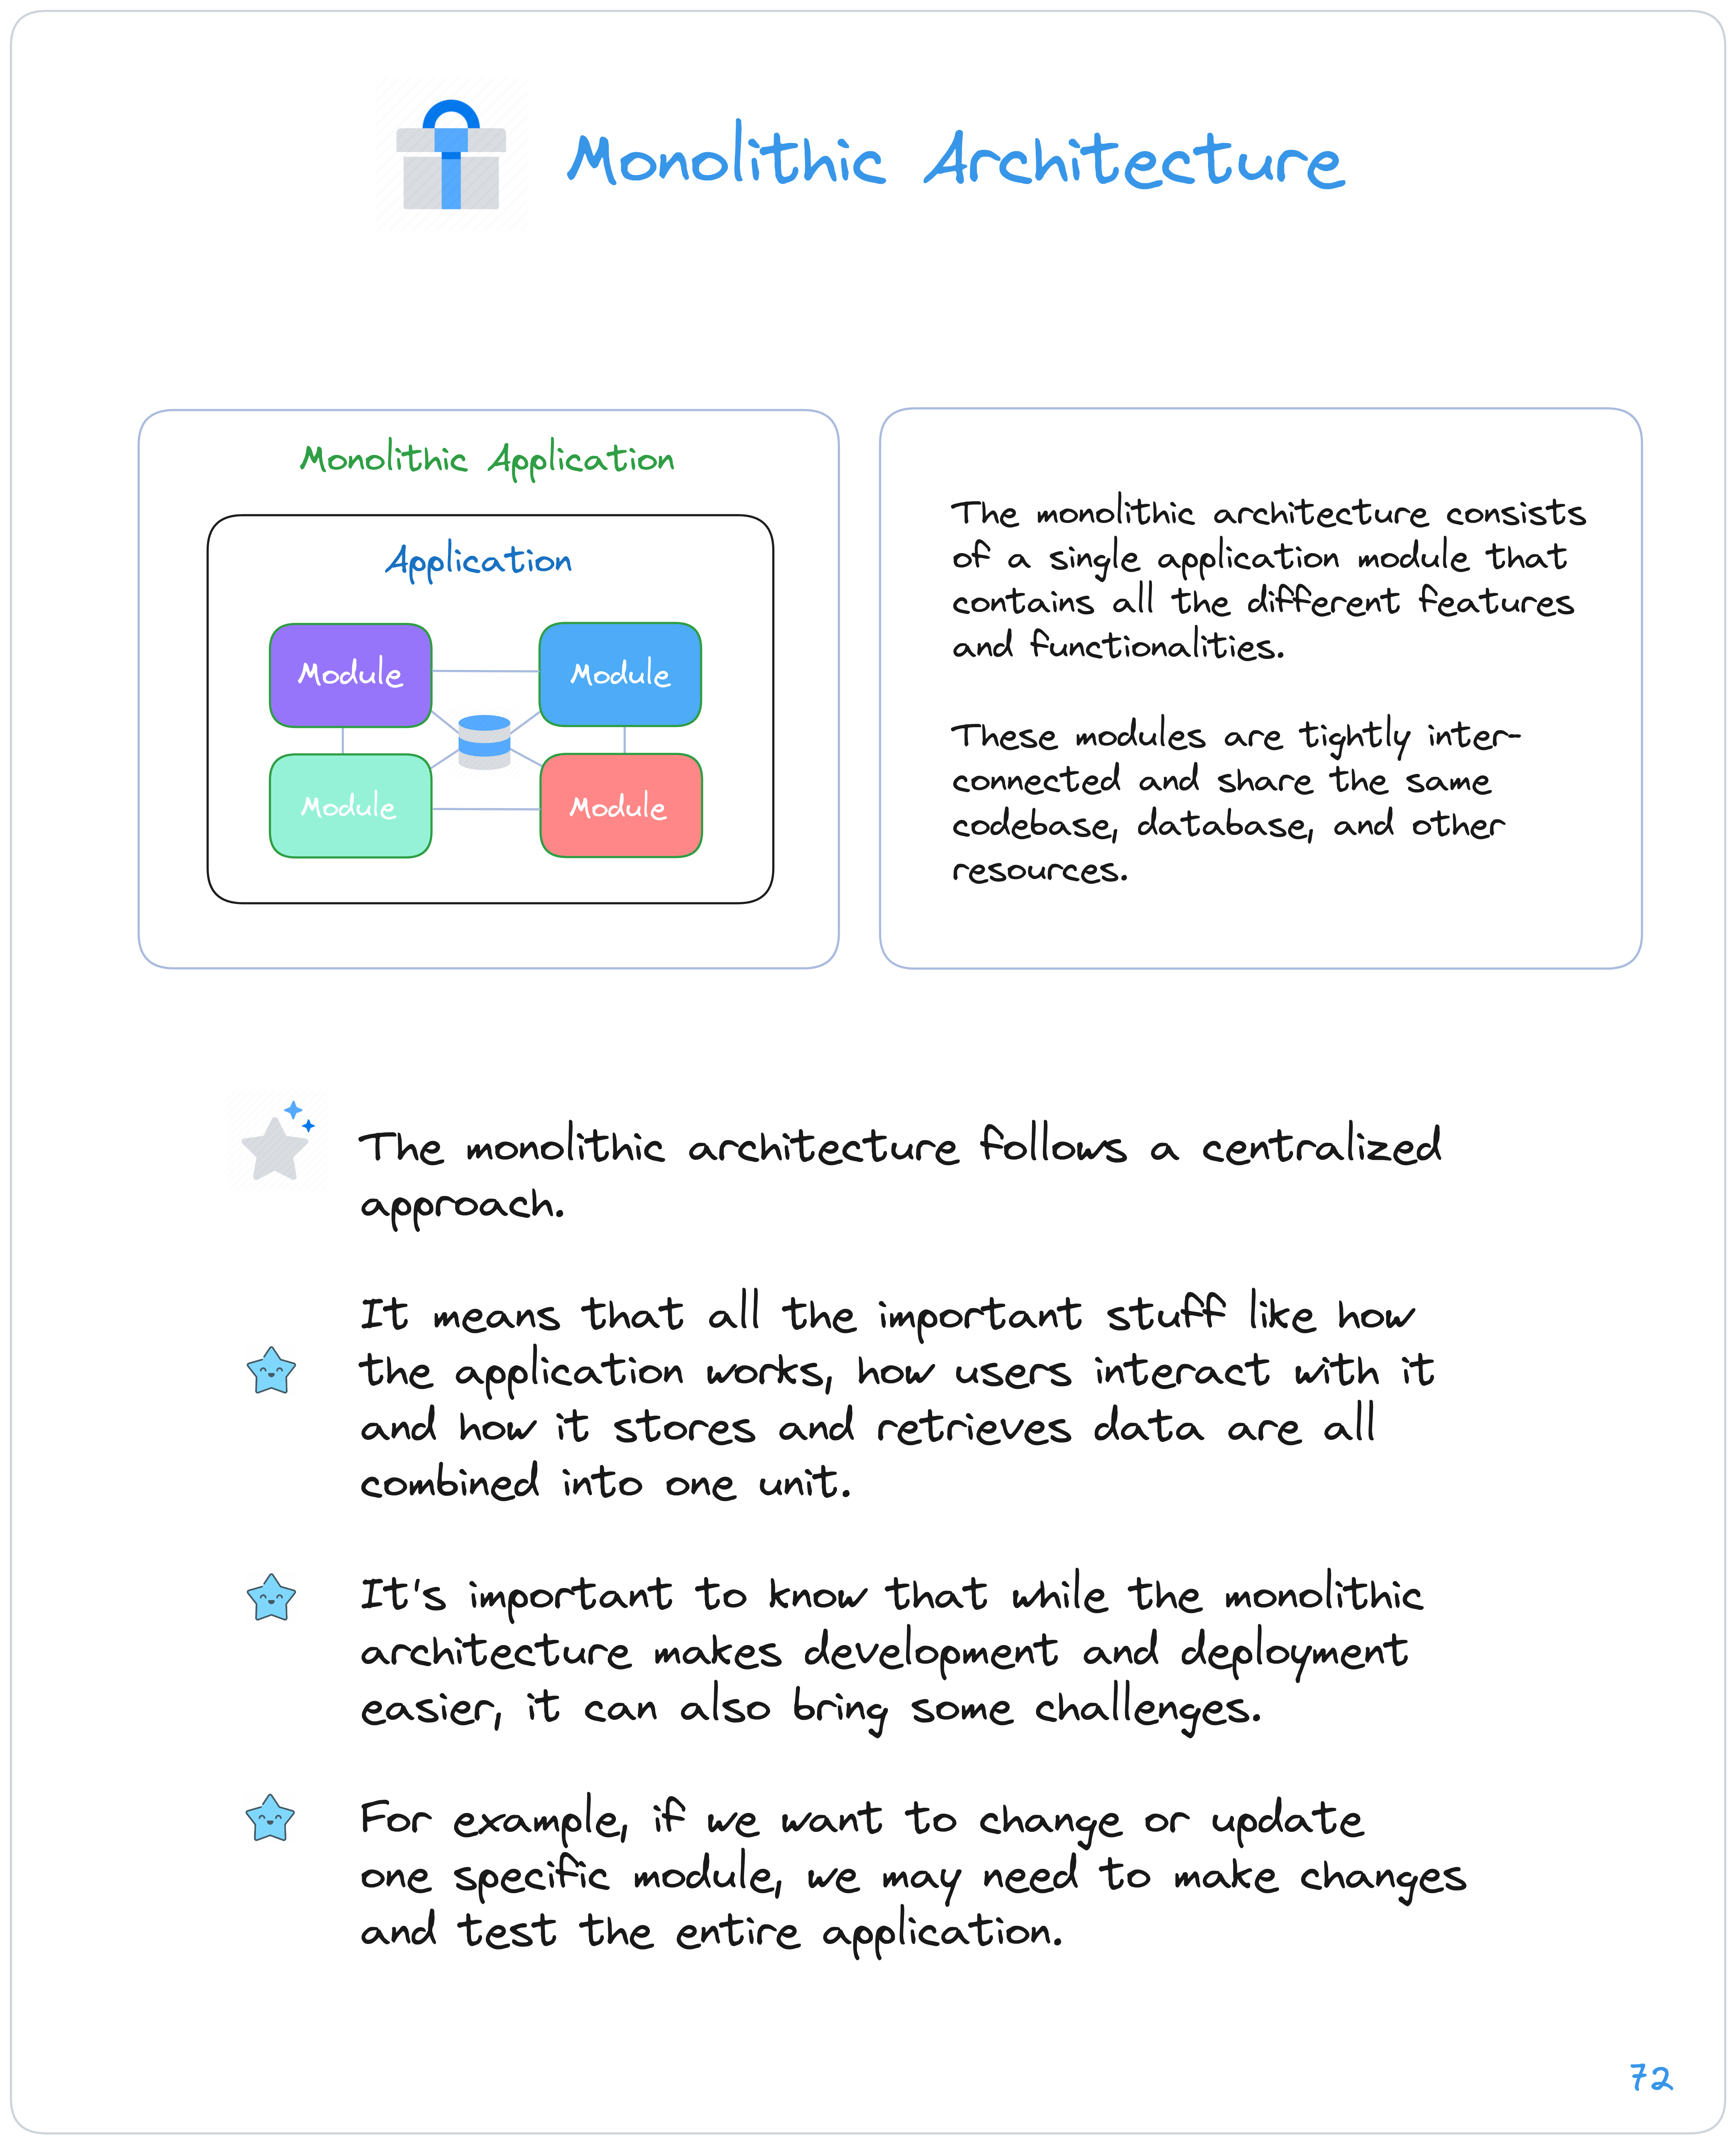 Monolithic Architecture
Monolithic Application
Application
Module
Module
Module
Module
The monolithic architecture consists
of a single application module that
contains all the different features
and functionalities.
These modules are tightly inter-
connected and share the same
codebase, database, and other
resources.
The monolithic architecture follows a centralized
approach.
It means that all the important stuff like how
the application works, how users interact with it
and how it stores and retrieves data are all
combined into one unit.
It's important to know that while the monolithic
architecture makes development and deployment
easier, it can also bring some challenges.
For example, if we want to change or update
one specific module, we may need to make changes
and test the entire application.
72